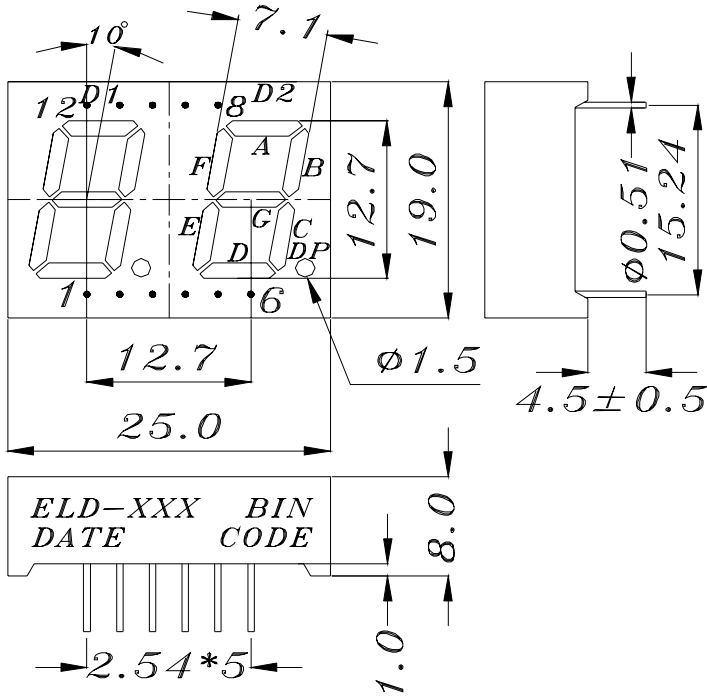 10° 7.1
12 D1 8 D2
A
F B
G
E C
D DP
1 6
12.7
19.0
ø0.51
15.24
12.7
ø1.5
4.5±0.5
25.0
ELD-XXX BIN
DATE CODE
8.0
1.0
2.54*5